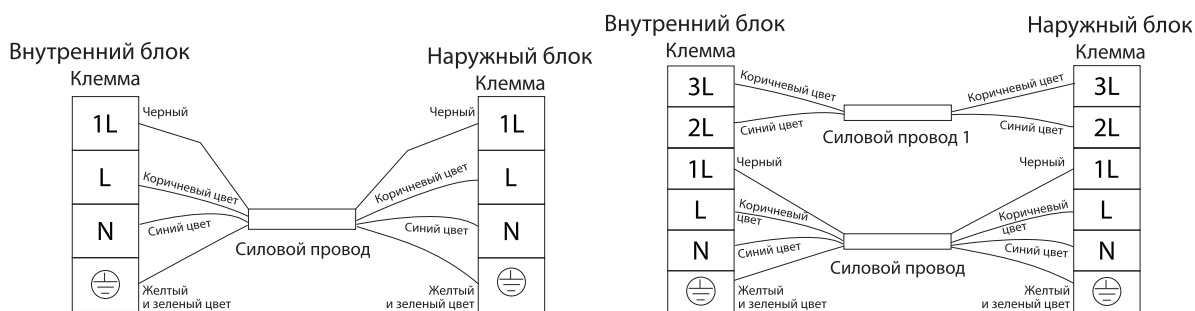 Внутренний блок
Клемма
Наружный блок
Клемма
1L
Черный
Черный
1L
L
Коричневый цвет
Коричневый цвет
L
N
Синий цвет
Синий цвет
N
Силовой провод
Желтый
и зеленый цвет
Желтый
и зеленый цвет
Внутренний блок
Клемма
Наружный блок
Клемма
3L
Коричневый цвет
Коричневый цвет
3L
2L
Синий цвет
Синий цвет
2L
Силовой провод 1
1L
Черный
Черный
1L
L
Коричневый
цвет
Коричневый
цвет
L
N
Синий цвет
Синий цвет
N
Силовой провод
Желтый
и зеленый цвет
Желтый
и зеленый цвет